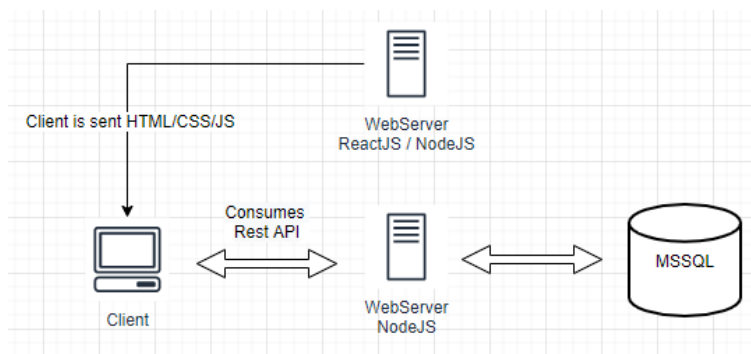 WebServer
ReactJS / NodeJS
Client is sent HTML/CSS/JS
Consumes
Rest API
MSSQL
Client
WebServer
NodeJS